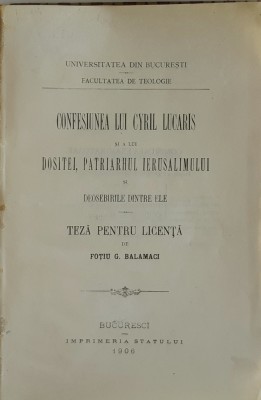 UNIVERSITATEA DIN BUCUREȘTI
FACULTATEA DE TEOLOGIE
CONFESIUNEA LUI CYRIL LUCARIS
ȘI A LUI
DOSITEI, PATRIARHUL IERUSALIMULUI
ȘI
DEOSEBIRILE DINTRE ELE
TEZĂ PENTRU LICENȚĂ
DE
FOȚIU G. BALAMACI
BUCURESCI
IMPRIMERIA STATULUI
1906